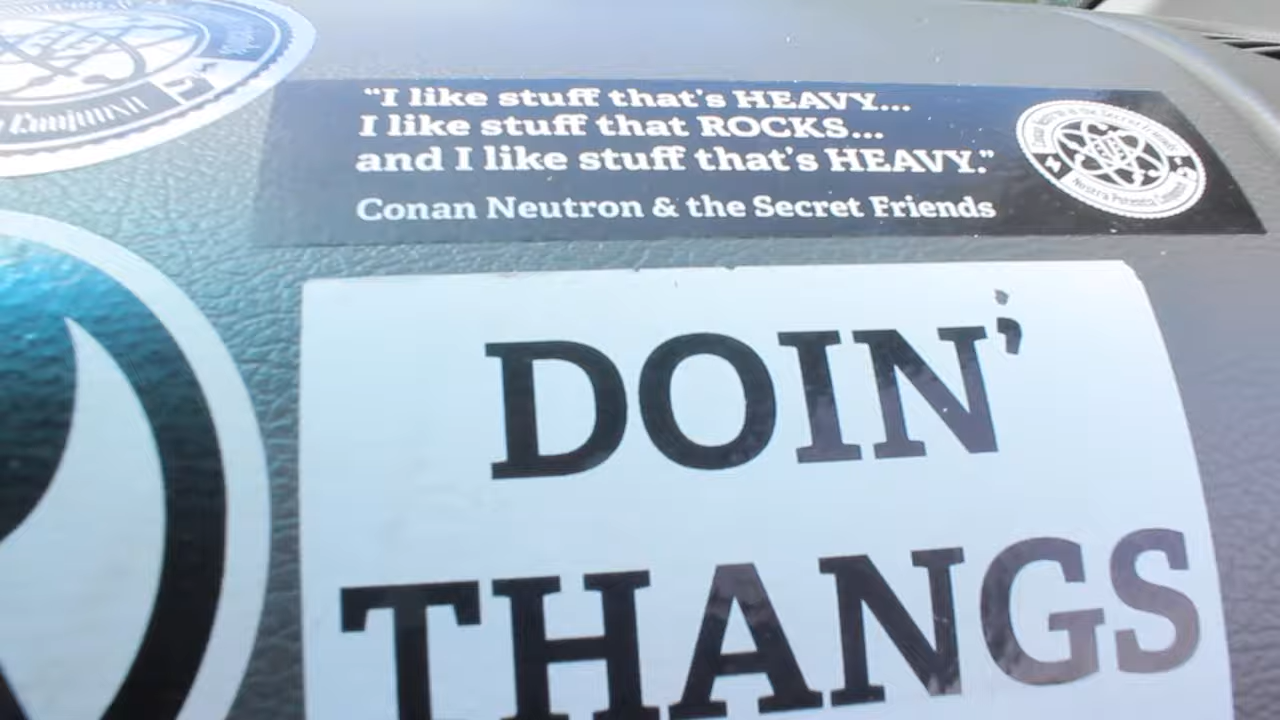 "I like stuff that's HEAVY...
I like stuff that ROCKS...
and I like stuff that's HEAVY."
Conan Neutron & the Secret Friends
DOIN'
THANGS